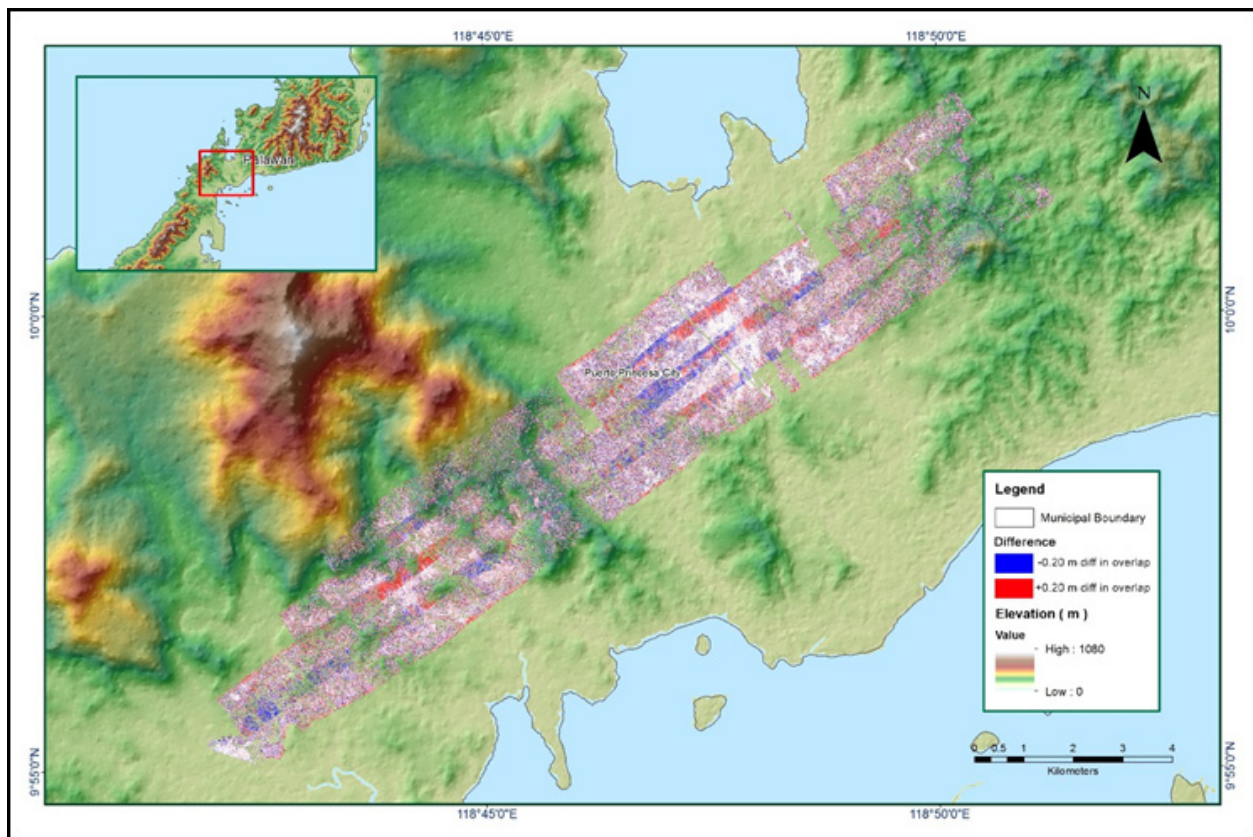 118°45'0"E
118°50'0"E
Palawan
N
10°0'0"N
10°0'0"N
Puerto Princesa City
Legend
Municipal Boundary
Difference
-0.20 m diff in overlap
+0.20 m diff in overlap
Elevation ( m )
Value
High : 1080
Low : 0
0 0.5 1 2 3 4
Kilometers
9°55'0"N
9°55'0"N
118°45'0"E
118°50'0"E